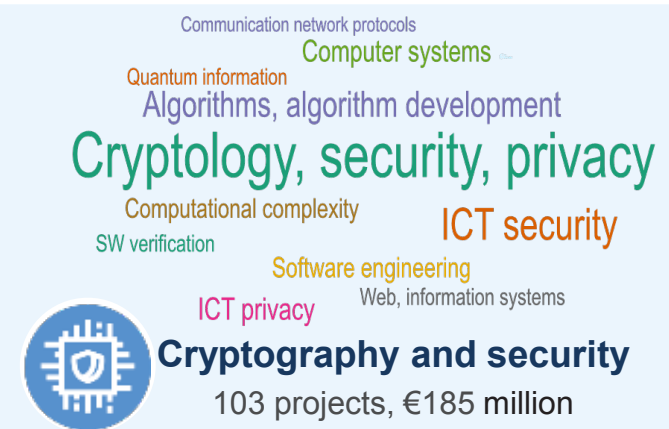 Communication network protocols
Computer systems
Quantum information
Algorithms, algorithm development
Cryptology, security, privacy
Computational complexity
ICT security
SW verification
Software engineering
Web, information systems
ICT privacy
Cryptography and security
103 projects, €185 million